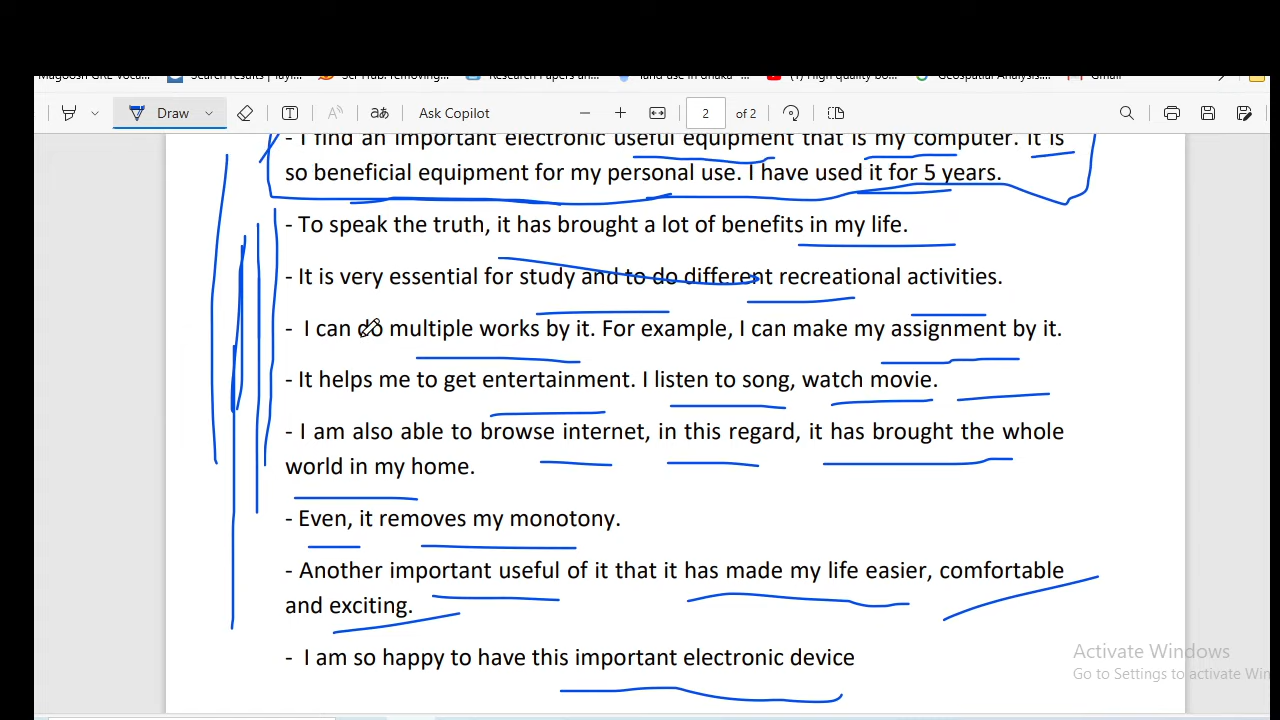 Magoosh GRE voca...
Search results | layl...
Sci Hub: removing...
Research Papers an...
(1) High quality bo...
Geospatial Analysis...
Gmail
Draw
Ask Copilot
2 of 2
- I find an important electronic useful equipment that is my computer. It is
so beneficial equipment for my personal use. I have used it for 5 years.
- To speak the truth, it has brought a lot of benefits in my life.
- It is very essential for study and to do different recreational activities.
- I can do multiple works by it. For example, I can make my assignment by it.
- It helps me to get entertainment. I listen to song, watch movie.
- I am also able to browse internet, in this regard, it has brought the whole
world in my home.
- Even, it removes my monotony.
- Another important useful of it that it has made my life easier, comfortable
and exciting.
- I am so happy to have this important electronic device
Activate Windows
Go to Settings to activate Win